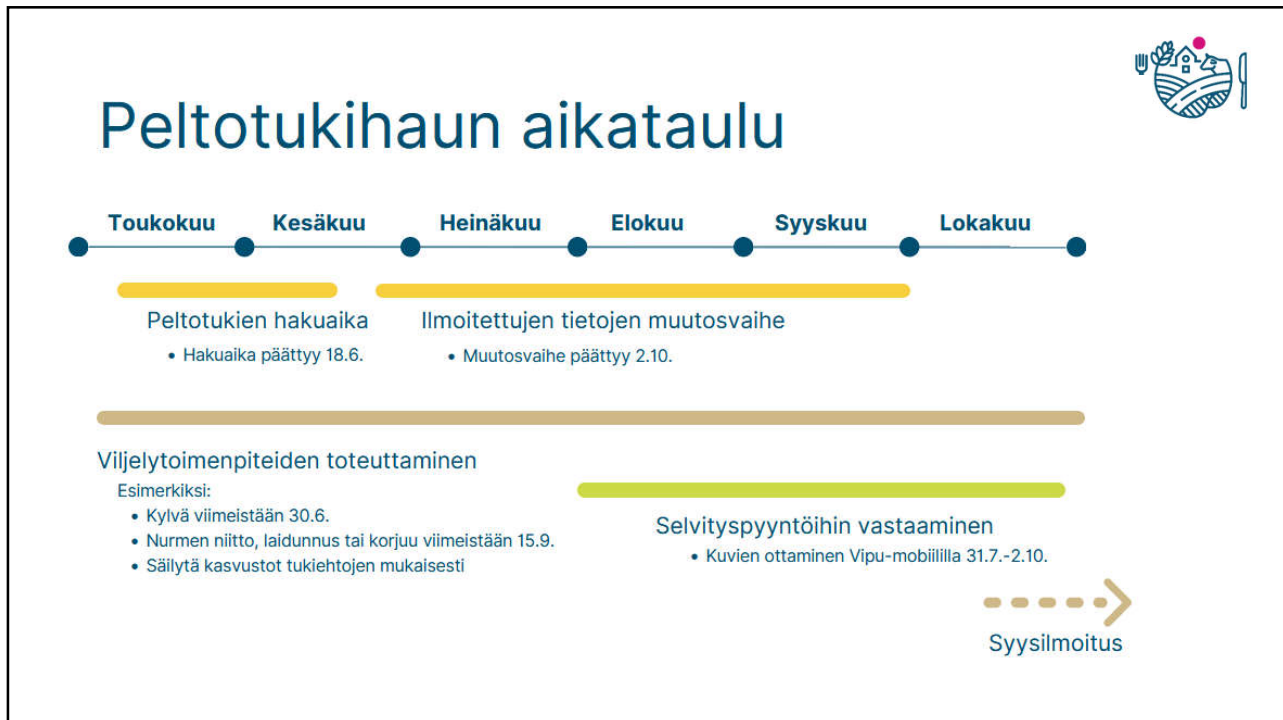 Peltotukihaun aikataulu
Toukokuu Kesäkuu Heinäkuu Elokuu Syyskuu Lokakuu
Peltotukien hakuaika
• Hakuaika päättyy 18.6.
Ilmoitettujen tietojen muutosvaihe
• Muutosvaihe päättyy 2.10.
Viljelytoimenpiteiden toteuttaminen
Esimerkiksi:
• Kylvä viimeistään 30.6.
• Nurmen niitto, laidunnus tai korjuu viimeistään 15.9.
• Säilytä kasvustot tukiehtojen mukaisesti
Selvityspyyntöihin vastaaminen
• Kuvien ottaminen Vipu-mobiililla 31.7.-2.10.
Syysilmoitus